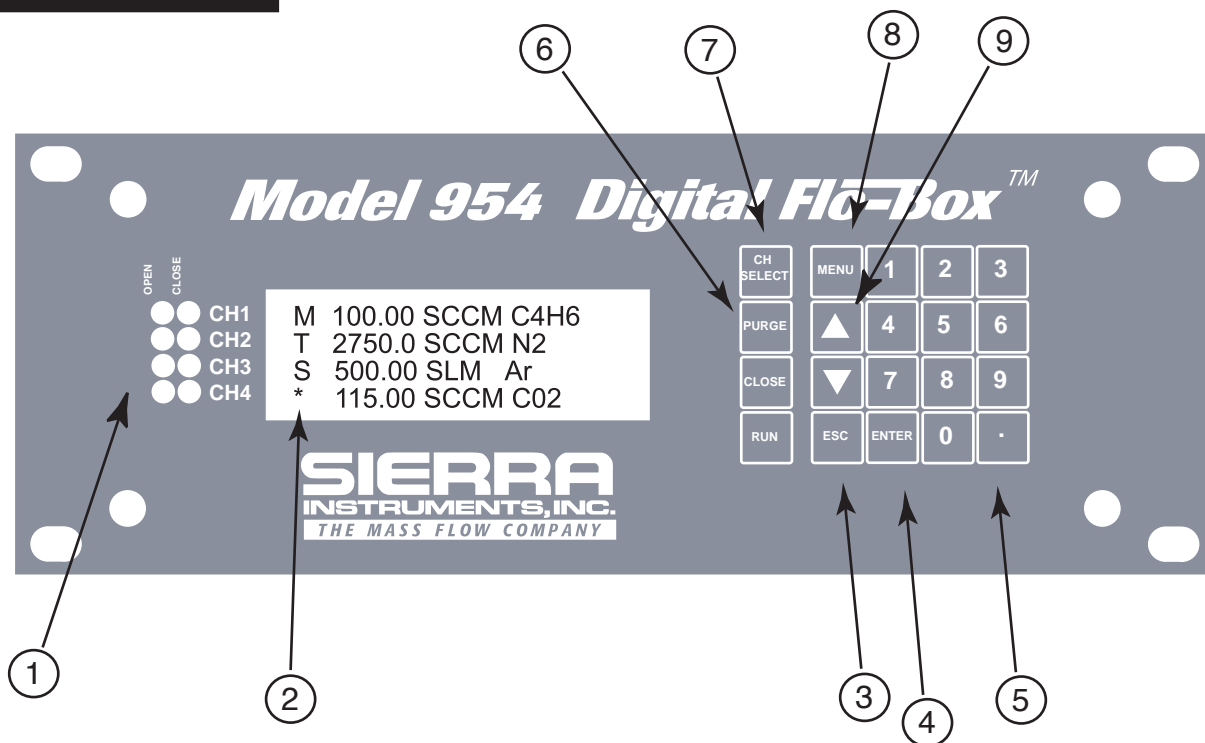 6
7
8
9
Model 954 Digital Flō-Box™
OPEN
CLOSE
CH1
CH2
CH3
CH4
M 100.00 SCCM C4H6
T 2750.0 SCCM N2
S 500.00 SLM Ar
* 115.00 SCCM C02
CH SELECT
MENU
1
2
3
PURGE
4
5
6
CLOSE
7
8
9
RUN
ESC
ENTER
0
.
SIERRA
INSTRUMENTS, INC.
THE MASS FLOW COMPANY
1
2
3
4
5